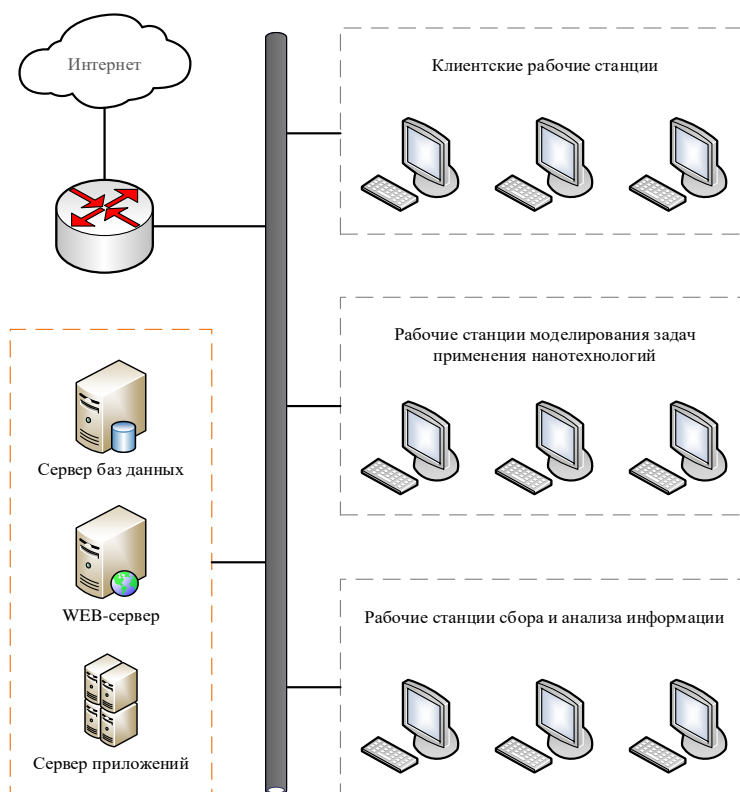 Интернет
Клиентские рабочие станции
Рабочие станции моделирования задач
применения нанотехнологий
Сервер баз данных
WEB-сервер
Рабочие станции сбора и анализа информации
Сервер приложений